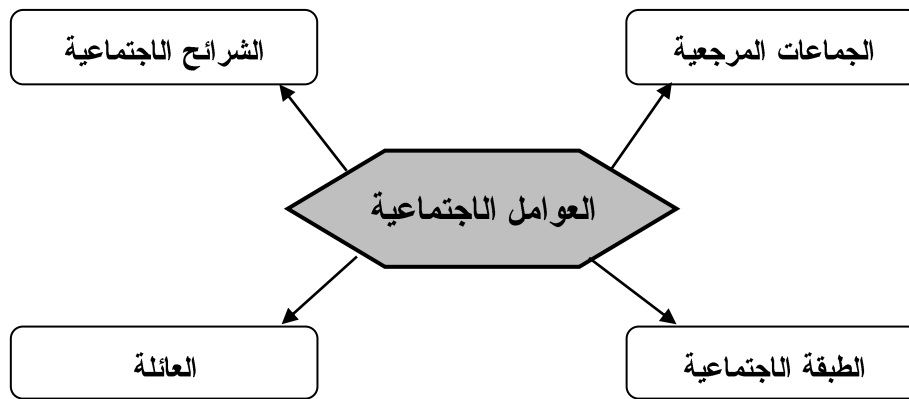 الجماعات المرجعية
الشرائح الاجتماعية
العوامل الاجتماعية
الطبقة الاجتماعية
العائلة